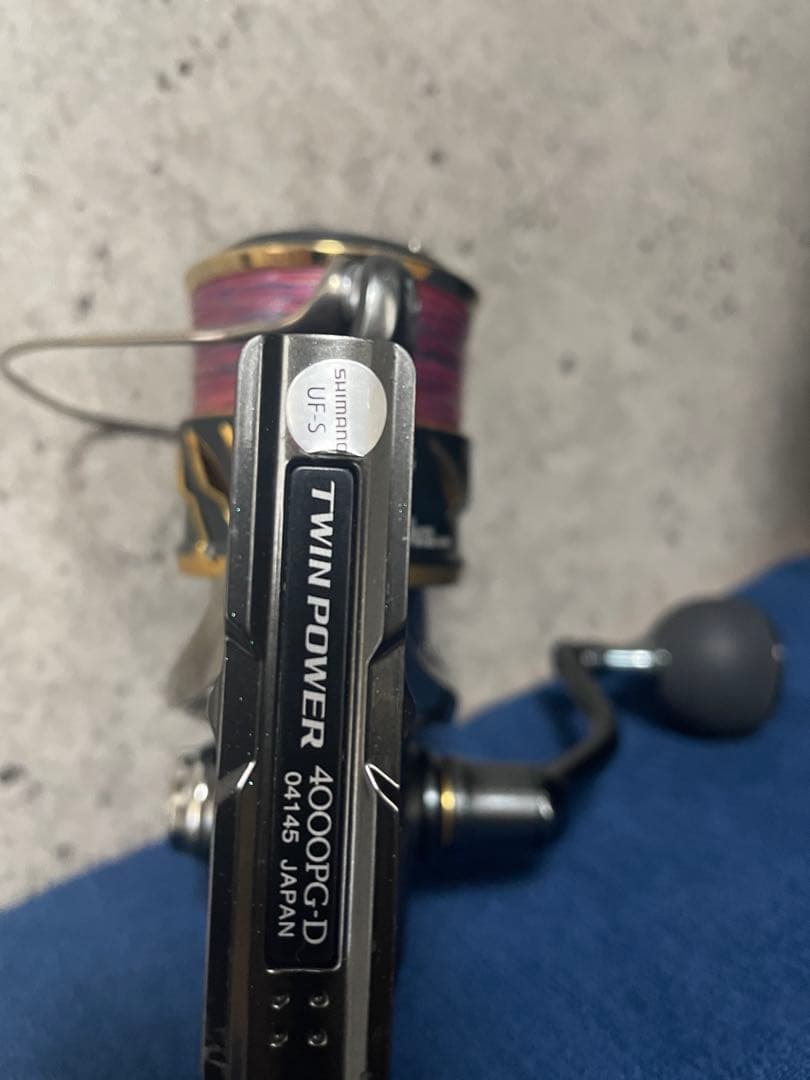 SHIMANO
UF-S
TWIN POWER 4000PG-D
04145 JAPAN